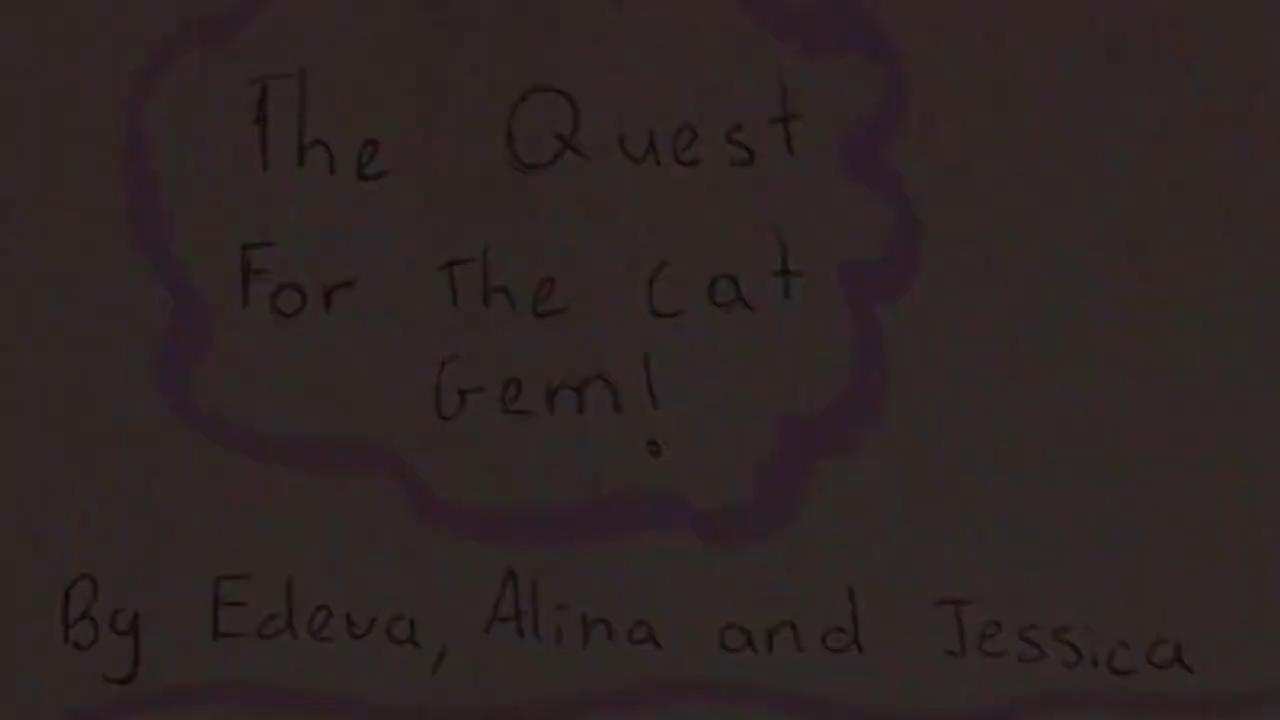 The Quest
For The cat
Gem!
By Edeva, Alina and Jessica